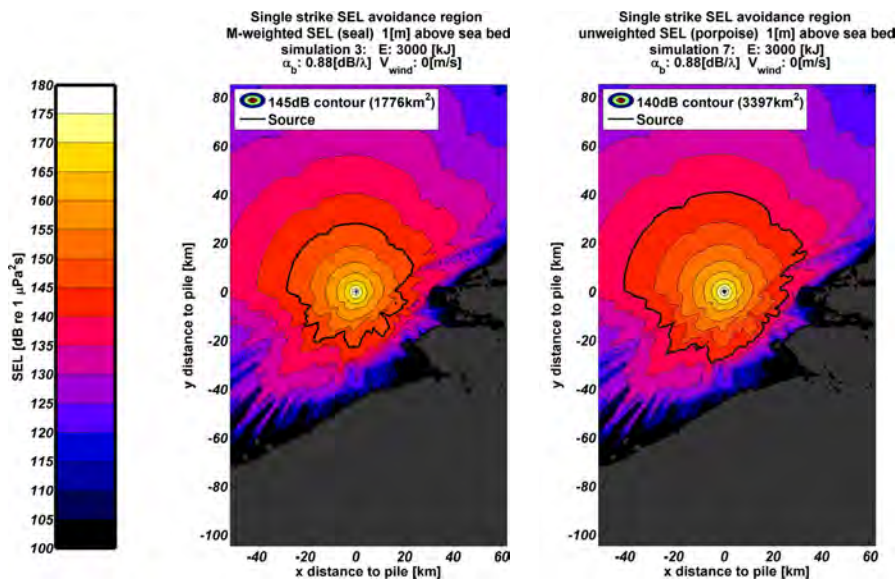 Single strike SEL avoidance region
M-weighted SEL (seal) 1[m] above sea bed
simulation 3: E: 3000 [kJ]
α_b: 0.88[dB/λ] V_wind: 0[m/s]
145dB contour (1776km²)
Source
Single strike SEL avoidance region
unweighted SEL (porpoise) 1[m] above sea bed
simulation 7: E: 3000 [kJ]
α_b: 0.88[dB/λ] V_wind: 0[m/s]
140dB contour (3397km²)
Source
SEL [dB re 1 μPa²s]
180
175
170
165
160
155
150
145
140
135
130
125
120
115
110
105
100
y distance to pile [km]
80
60
40
20
0
-20
-40
-60
-80
-100
-40 -20 0 20 40 60
x distance to pile [km]
y distance to pile [km]
80
60
40
20
0
-20
-40
-60
-80
-100
-40 -20 0 20 40 60
x distance to pile [km]